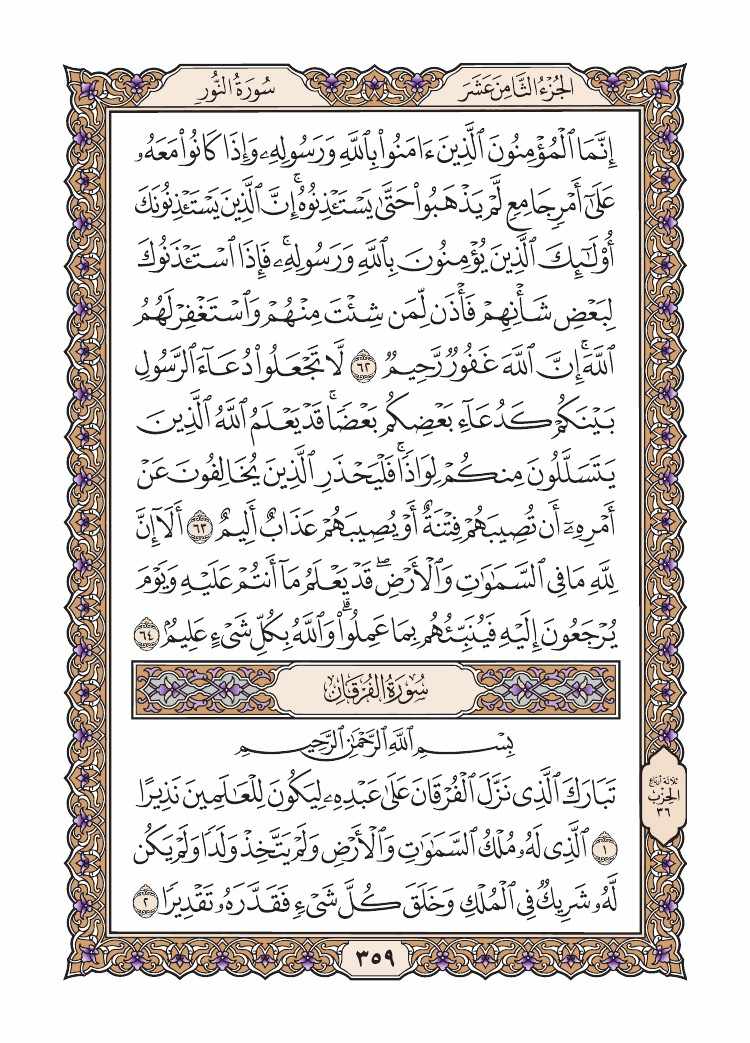 الجُزْءُ الثَّامِنَ عَشَرَ
سُورَةُ النُّورِ
إِنَّمَا ٱلْمُؤْمِنُونَ ٱلَّذِينَ ءَامَنُوا۟ بِٱللَّهِ وَرَسُولِهِۦ وَإِذَا كَانُوا۟ مَعَهُۥ
عَلَىٰٓ أَمْرٍ جَامِعٍ لَّمْ يَذْهَبُوا۟ حَتَّىٰ يَسْتَـْٔذِنُوهُ ۚ إِنَّ ٱلَّذِينَ يَسْتَـْٔذِنُونَكَ
أُو۟لَـٰٓئِكَ ٱلَّذِينَ يُؤْمِنُونَ بِٱللَّهِ وَرَسُولِهِۦ ۚ فَإِذَا ٱسْتَـْٔذَنُوكَ
لِبَعْضِ شَأْنِهِمْ فَأْذَن لِّمَن شِئْتَ مِنْهُمْ وَٱسْتَغْفِرْ لَهُمُ
ٱللَّهَ ۚ إِنَّ ٱللَّهَ غَفُورٌ رَّحِيمٌ ٦٢ لَّا تَجْعَلُوا۟ دُعَآءَ ٱلرَّسُولِ
بَيْنَكُمْ كَدُعَآءِ بَعْضِكُم بَعْضًا ۚ قَدْ يَعْلَمُ ٱللَّهُ ٱلَّذِينَ
يَتَسَلَّلُونَ مِنكُمْ لِوَاذًا ۚ فَلْيَحْذَرِ ٱلَّذِينَ يُخَالِفُونَ عَنْ
أَمْرِهِۦٓ أَن تُصِيبَهُمْ فِتْنَةٌ أَوْ يُصِيبَهُمْ عَذَابٌ أَلِيمٌ ٦٣ أَلَآ إِنَّ
لِلَّهِ مَا فِى ٱلسَّمَـٰوَٰتِ وَٱلْأَرْضِ ۖ قَدْ يَعْلَمُ مَآ أَنتُمْ عَلَيْهِ وَيَوْمَ
يُرْجَعُونَ إِلَيْهِ فَيُنَبِّئُهُم بِمَا عَمِلُوا۟ ۗ وَٱللَّهُ بِكُلِّ شَىْءٍ عَلِيمٌۢ ٦٤
سُورَةُ الفُرْقَانِ
بِسْمِ ٱللَّهِ ٱلرَّحْمَـٰنِ ٱلرَّحِيمِ
تَبَارَكَ ٱلَّذِى نَزَّلَ ٱلْفُرْقَانَ عَلَىٰ عَبْدِهِۦ لِيَكُونَ لِلْعَـٰلَمِينَ نَذِيرًا
١ ٱلَّذِى لَهُۥ مُلْكُ ٱلسَّمَـٰوَٰتِ وَٱلْأَرْضِ وَلَمْ يَتَّخِذْ وَلَدًا وَلَمْ يَكُن
لَّهُۥ شَرِيكٌ فِى ٱلْمُلْكِ وَخَلَقَ كُلَّ شَىْءٍ فَقَدَّرَهُۥ تَقْدِيرًا ٢
ثلاثة أرباع
الحِزْب
٣٦
٣٥٩